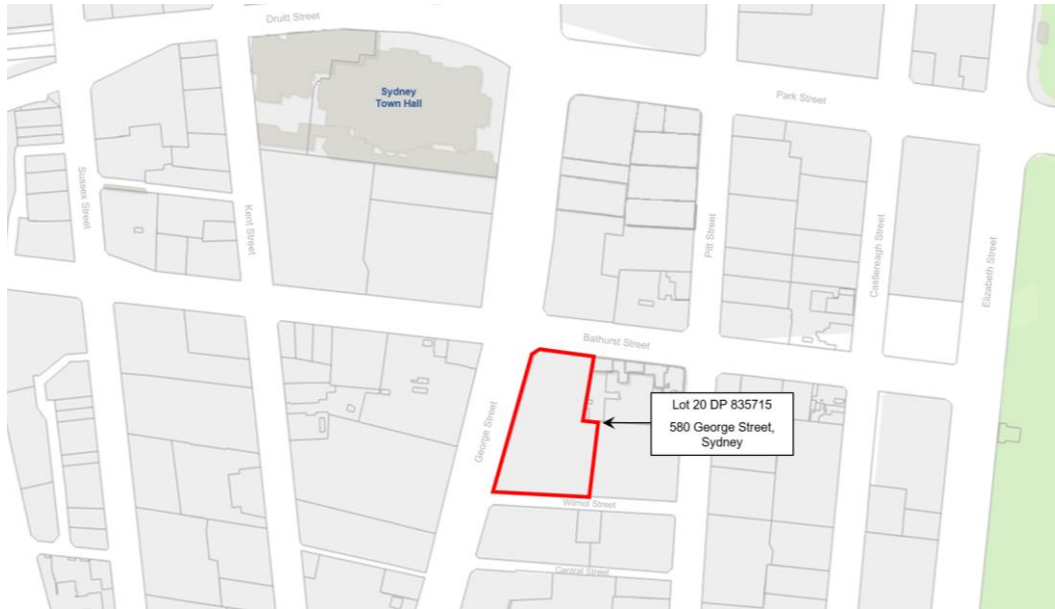 Druitt Street
Sydney
Town Hall
Park Street
Sussex Street
Kent Street
Pitt Street
Castlereagh Street
Elizabeth Street
Bathurst Street
George Street
Lot 20 DP 835715
580 George Street,
Sydney
Wilmot Street
Central Street